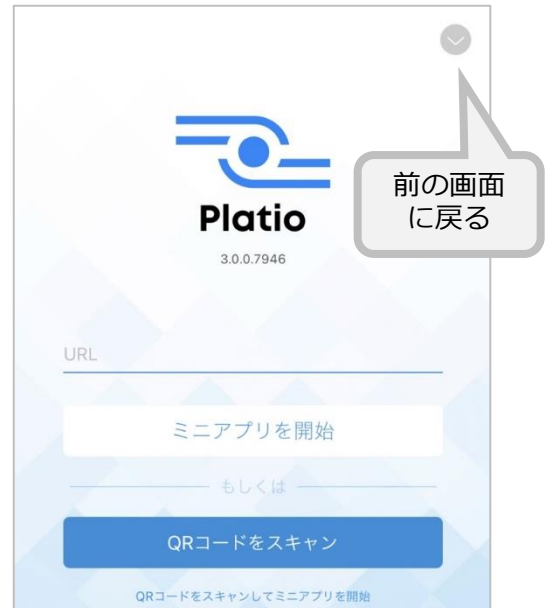 前の画面
に戻る
Platio
3.0.0.7946
URL
ミニアプリを開始
もしくは
QRコードをスキャン
QRコードをスキャンしてミニアプリを開始